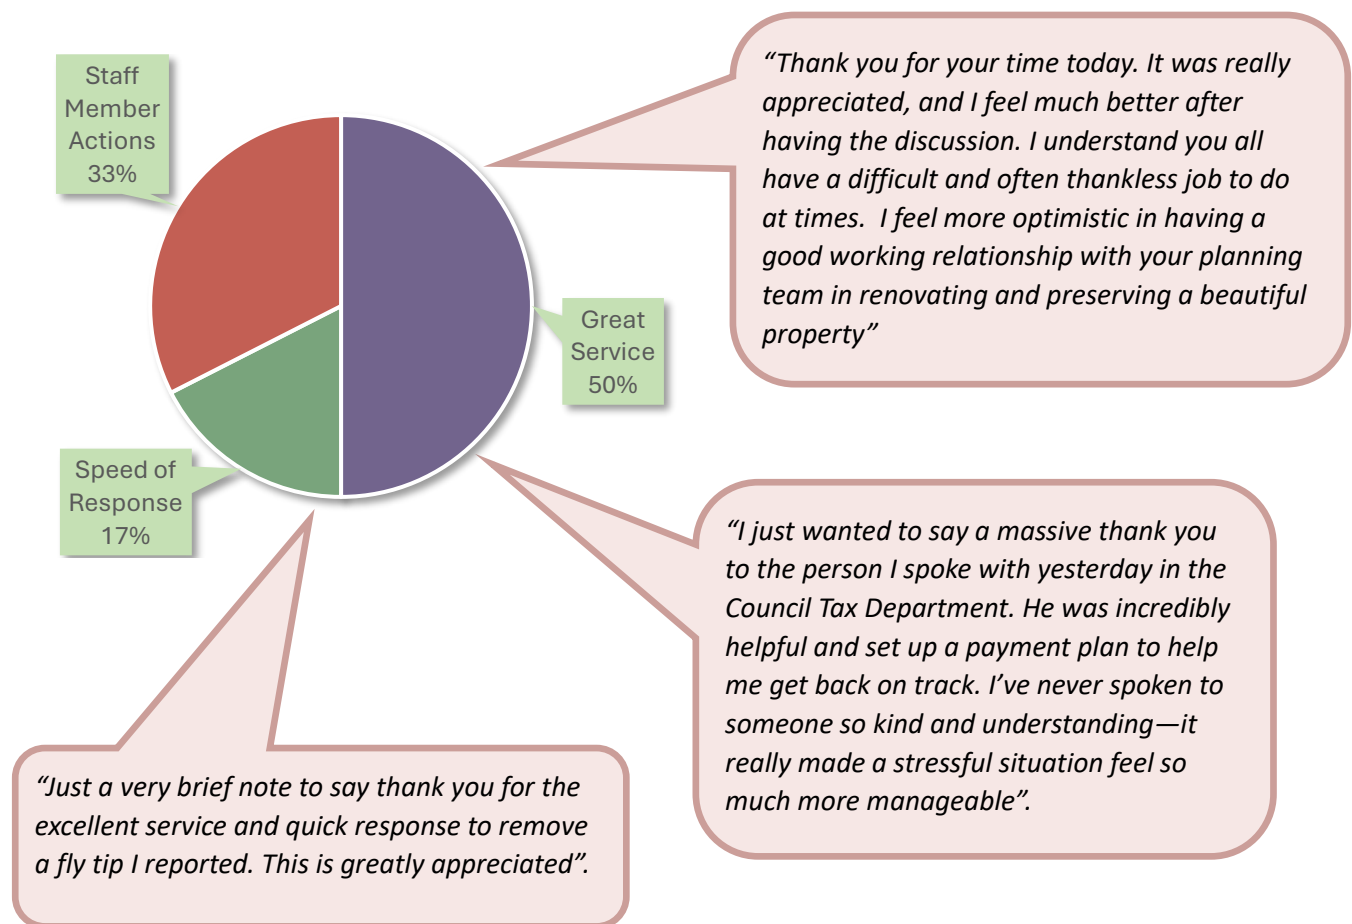 Staff
Member
Actions
33%
Great
Service
50%
Speed of
Response
17%
“Thank you for your time today. It was really
appreciated, and I feel much better after
having the discussion. I understand you all
have a difficult and often thankless job to do
at times.  I feel more optimistic in having a
good working relationship with your planning
team in renovating and preserving a beautiful
property”
“I just wanted to say a massive thank you
to the person I spoke with yesterday in the
Council Tax Department. He was incredibly
helpful and set up a payment plan to help
me get back on track. I’ve never spoken to
someone so kind and understanding—it
really made a stressful situation feel so
much more manageable”.
“Just a very brief note to say thank you for the
excellent service and quick response to remove
a fly tip I reported. This is greatly appreciated”.